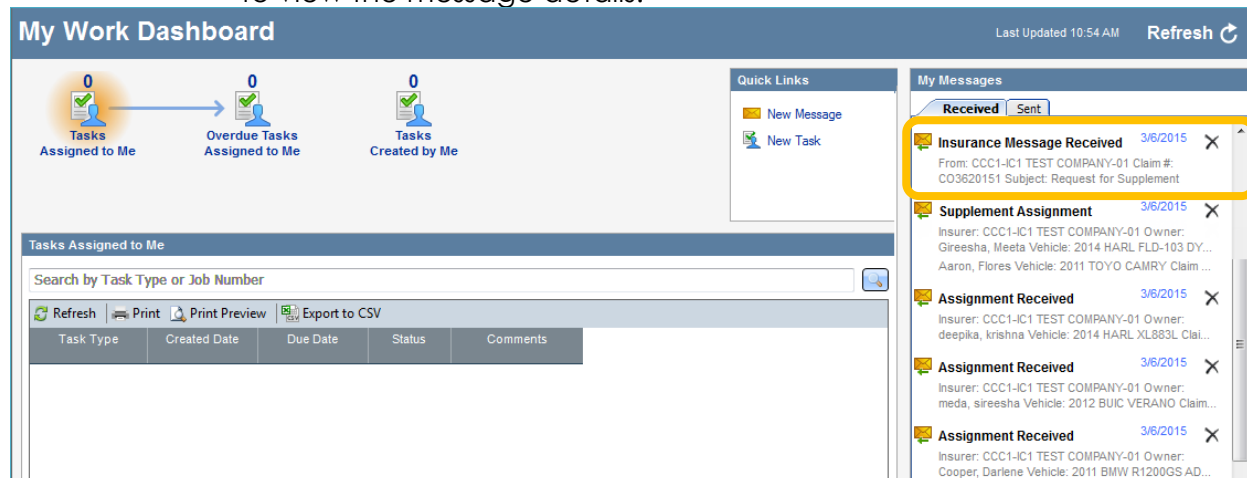 To view the message details.
My Work Dashboard
Last Updated 10:54 AM
Refresh
0
0
0
Tasks
Assigned to Me
Overdue Tasks
Assigned to Me
Tasks
Created by Me
Quick Links
New Message
New Task
My Messages
Received
Sent
Insurance Message Received
3/6/2015
From: CCC1-IC1 TEST COMPANY-01 Claim #:
CO3620151 Subject: Request for Supplement
Supplement Assignment
3/6/2015
Insurer: CCC1-IC1 TEST COMPANY-01 Owner:
Gireesha, Meeta Vehicle: 2014 HARL FLD-103 DY...
Aaron, Flores Vehicle: 2011 TOYO CAMRY Claim ...
Assignment Received
3/6/2015
Insurer: CCC1-IC1 TEST COMPANY-01 Owner:
deepika, krishna Vehicle: 2014 HARL XL883L Clai...
Assignment Received
3/6/2015
Insurer: CCC1-IC1 TEST COMPANY-01 Owner:
meda, sireesha Vehicle: 2012 BUIC VERANO Claim...
Assignment Received
3/6/2015
Insurer: CCC1-IC1 TEST COMPANY-01 Owner:
Cooper, Darlene Vehicle: 2011 BMW R1200GS AD...
Tasks Assigned to Me
Search by Task Type or Job Number
Refresh
Print
Print Preview
Export to CSV
Task Type
Created Date
Due Date
Status
Comments